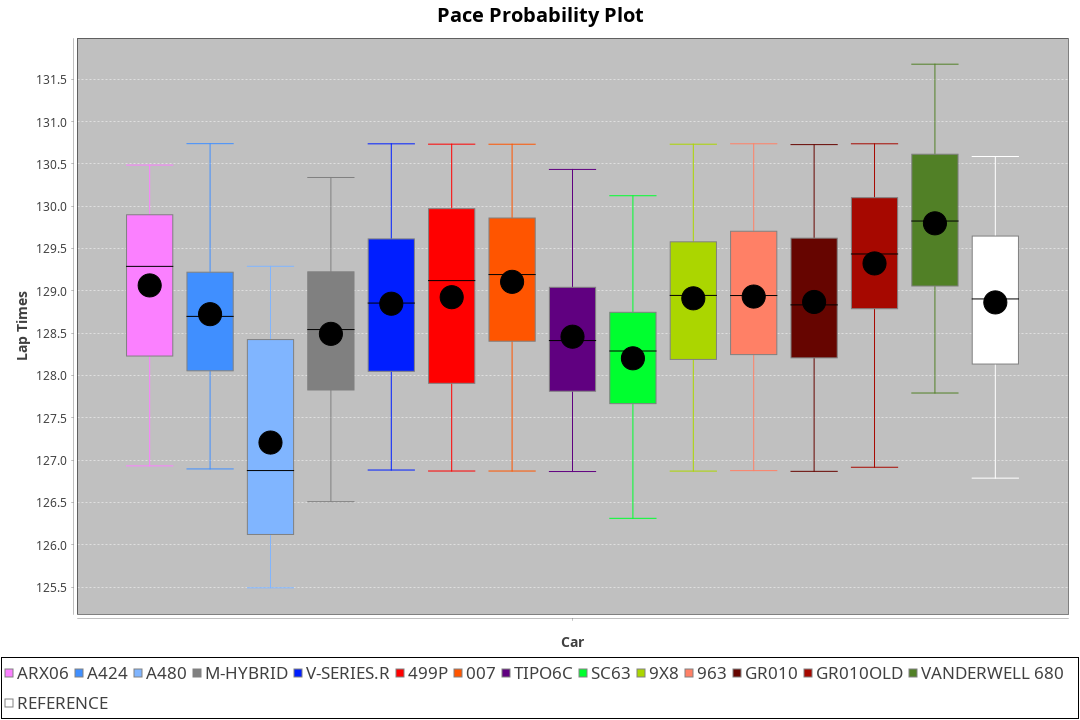 Pace Probability Plot
131.5
131.0
130.5
130.0
129.5
129.0
128.5
128.0
127.5
127.0
126.5
126.0
125.5
Lap Times
Car
ARX06 A424 A480 M-HYBRID V-SERIES.R 499P 007 TIPO6C SC63 9X8 963 GR010 GR010OLD VANDERWELL 680
REFERENCE